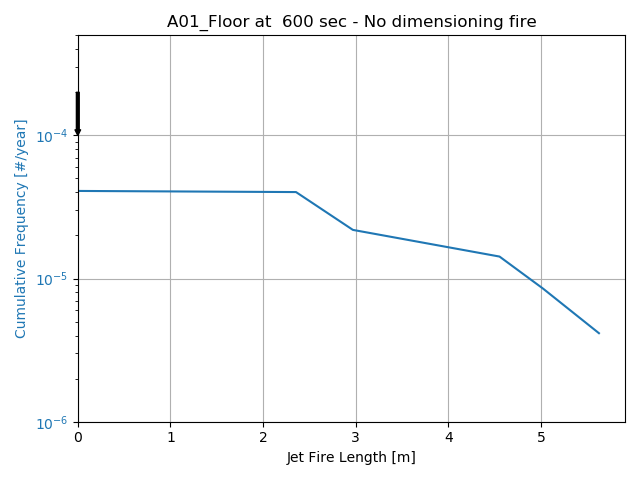 A01_Floor at  600 sec - No dimensioning fire
Cumulative Frequency [#/year]
10⁻⁴
10⁻⁵
10⁻⁶
0 1 2 3 4 5
Jet Fire Length [m]